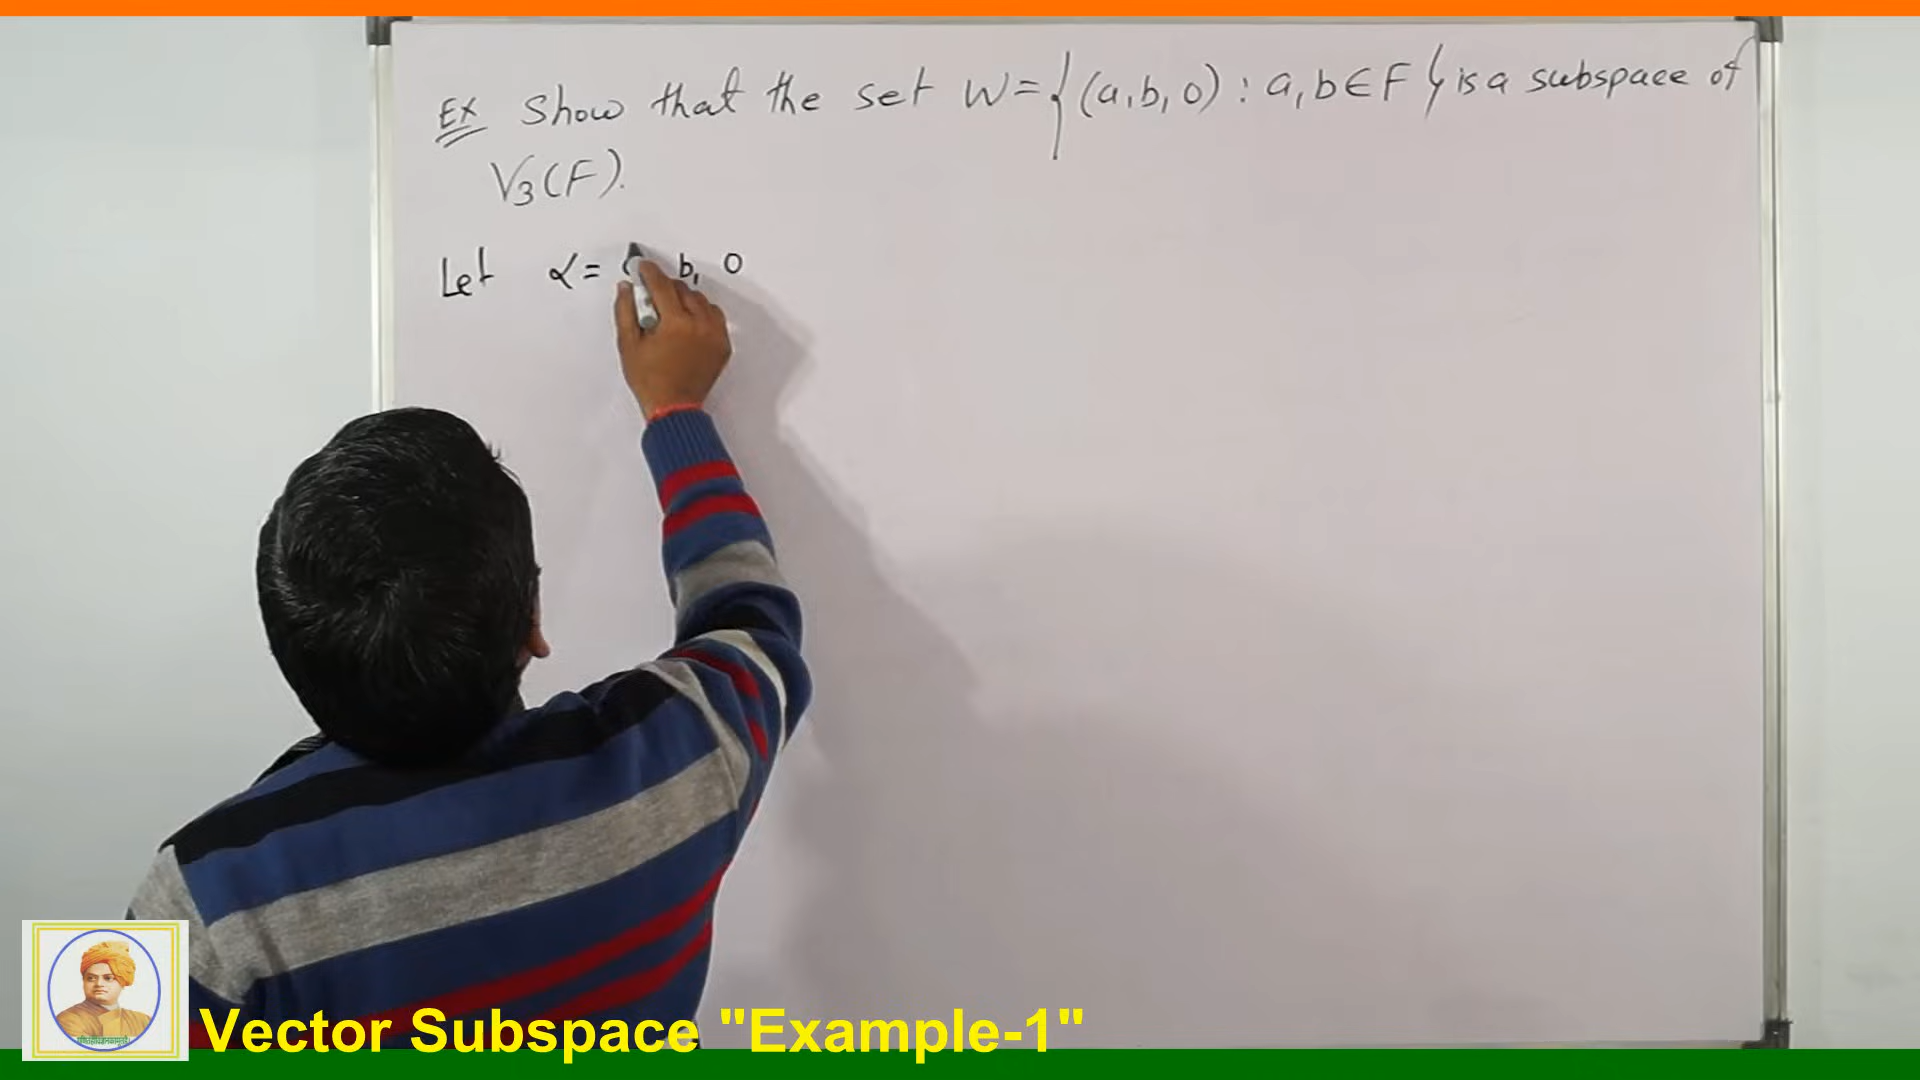 Ex Show that the set W = { (a, b, 0) : a, b ∈ F } is a subspace of
V₃(F).
Let α = b, 0
Vector Subspace "Example-1"